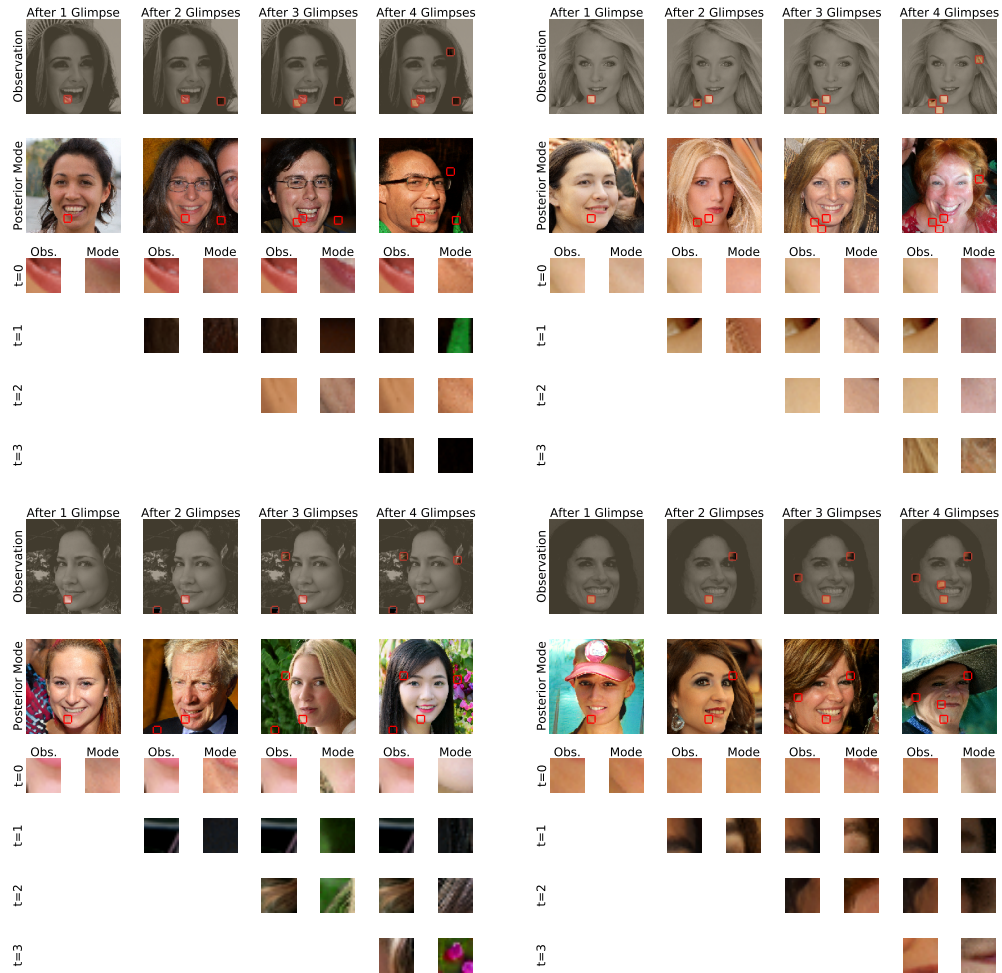 After 1 Glimpse After 2 Glimpses After 3 Glimpses After 4 Glimpses
Observation
Posterior Mode
Obs. Mode Obs. Mode Obs. Mode Obs. Mode
t=0
t=1
t=2
t=3
After 1 Glimpse After 2 Glimpses After 3 Glimpses After 4 Glimpses
Observation
Posterior Mode
Obs. Mode Obs. Mode Obs. Mode Obs. Mode
t=0
t=1
t=2
t=3
After 1 Glimpse After 2 Glimpses After 3 Glimpses After 4 Glimpses
Observation
Posterior Mode
Obs. Mode Obs. Mode Obs. Mode Obs. Mode
t=0
t=1
t=2
t=3
After 1 Glimpse After 2 Glimpses After 3 Glimpses After 4 Glimpses
Observation
Posterior Mode
Obs. Mode Obs. Mode Obs. Mode Obs. Mode
t=0
t=1
t=2
t=3